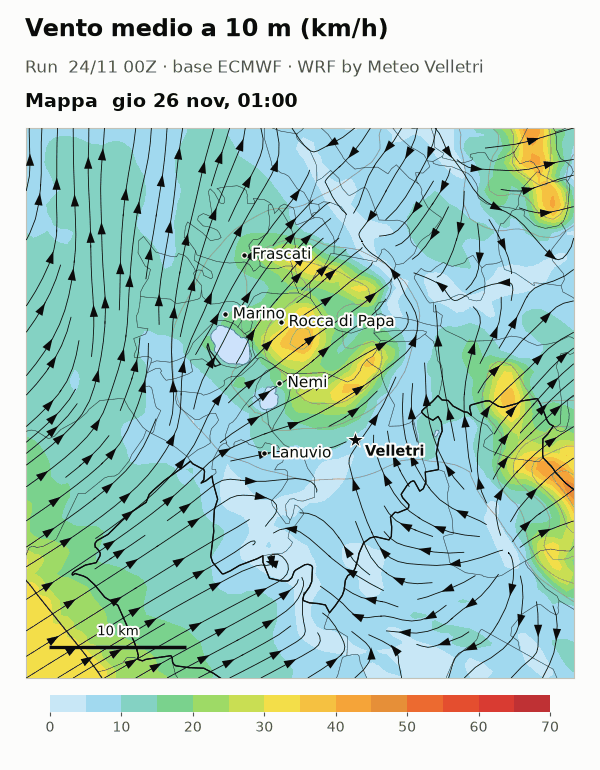 Vento medio a 10 m (km/h)
Run  24/11 00Z · base ECMWF · WRF by Meteo Velletri
Mappa  gio 26 nov, 01:00
Frascati
Marino
Rocca di Papa
Nemi
Velletri
Lanuvio
10 km
0 10 20 30 40 50 60 70